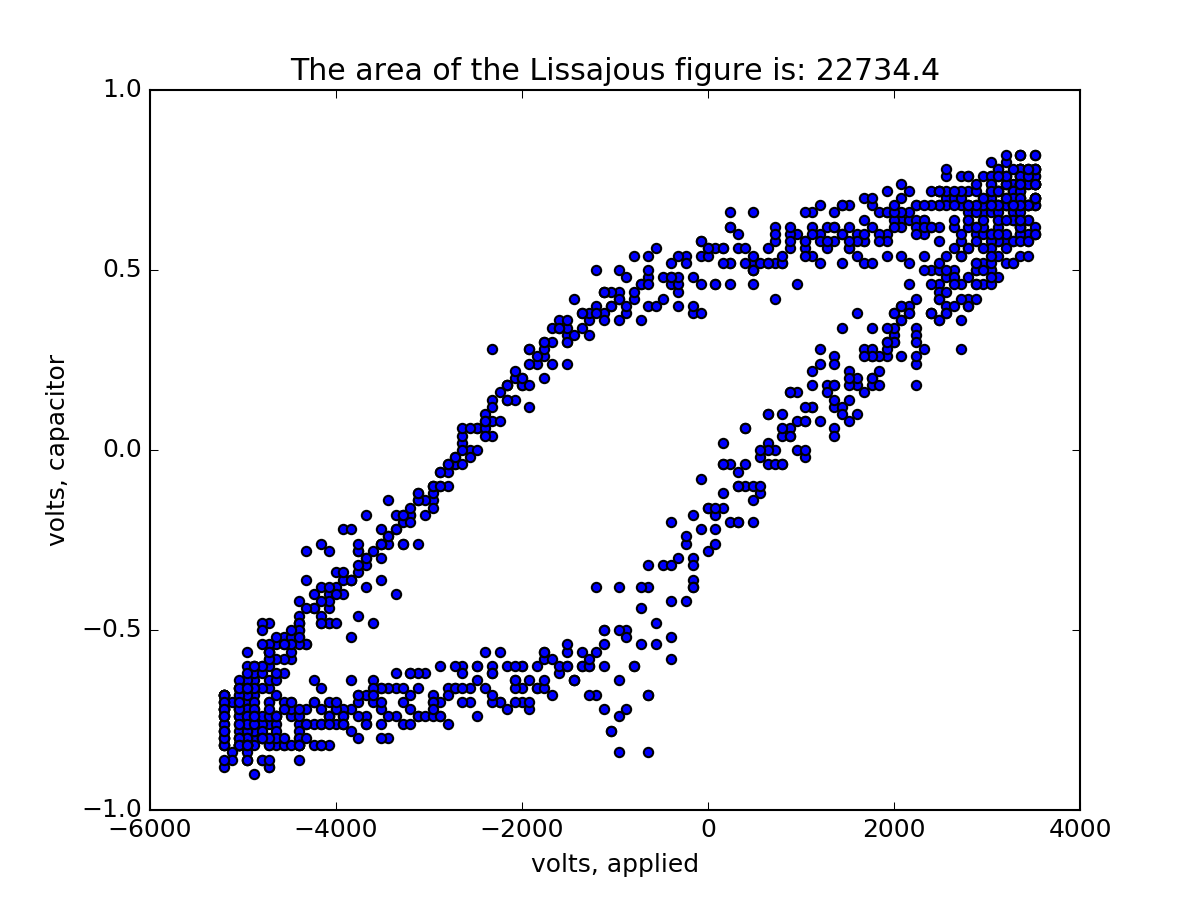 The area of the Lissajous figure is: 22734.4
1.0
0.5
0.0
−0.5
−1.0
volts, capacitor
−6000 −4000 −2000 0 2000 4000
volts, applied